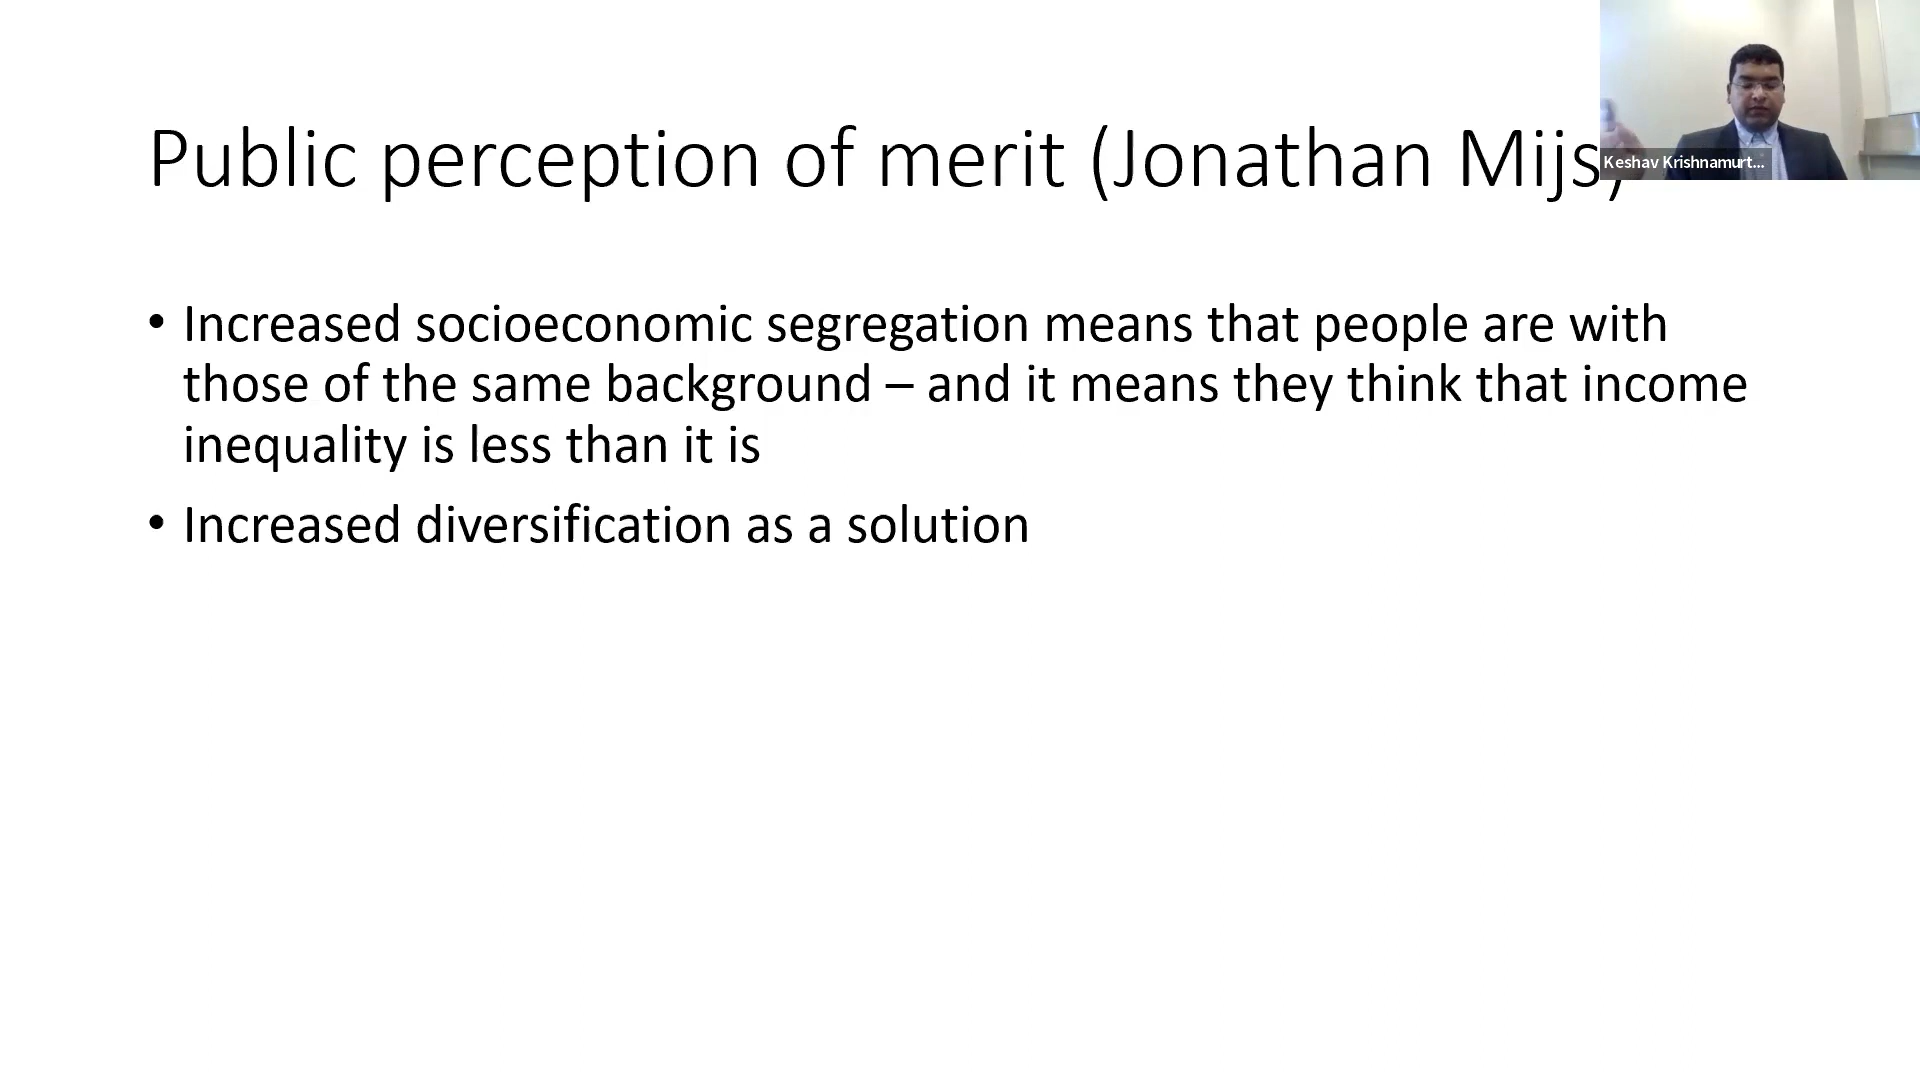 Public perception of merit (Jonathan Mijs)
Keshav Krishnamurt...
• Increased socioeconomic segregation means that people are with
those of the same background – and it means they think that income
inequality is less than it is
• Increased diversification as a solution